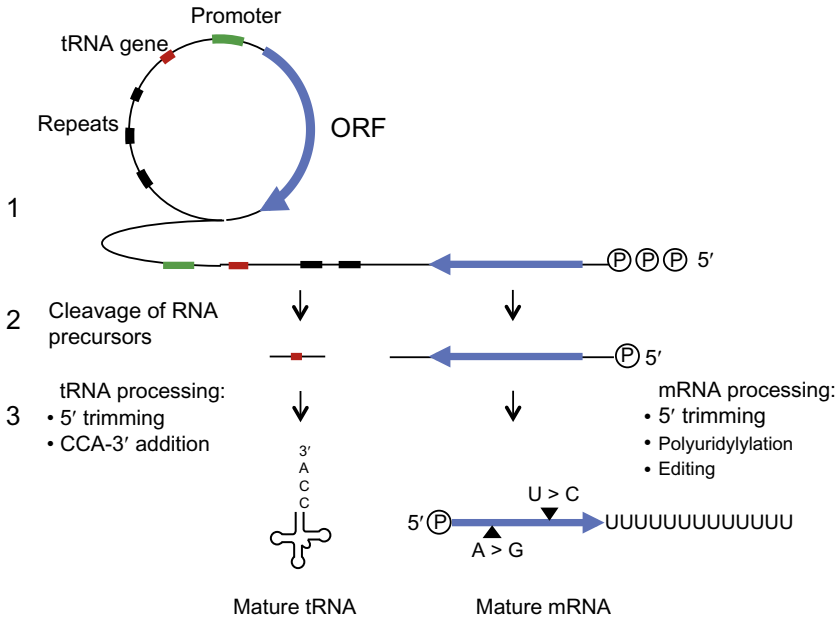 Promoter
tRNA gene
Repeats
ORF
1
P P P 5′
2
Cleavage of RNA
precursors
P 5′
3
tRNA processing:
• 5′ trimming
• CCA-3′ addition
mRNA processing:
• 5′ trimming
• Polyuridylylation
• Editing
3′
A
C
C
U > C
5′ P UUUUUUUUUUUUU
A > G
Mature tRNA
Mature mRNA